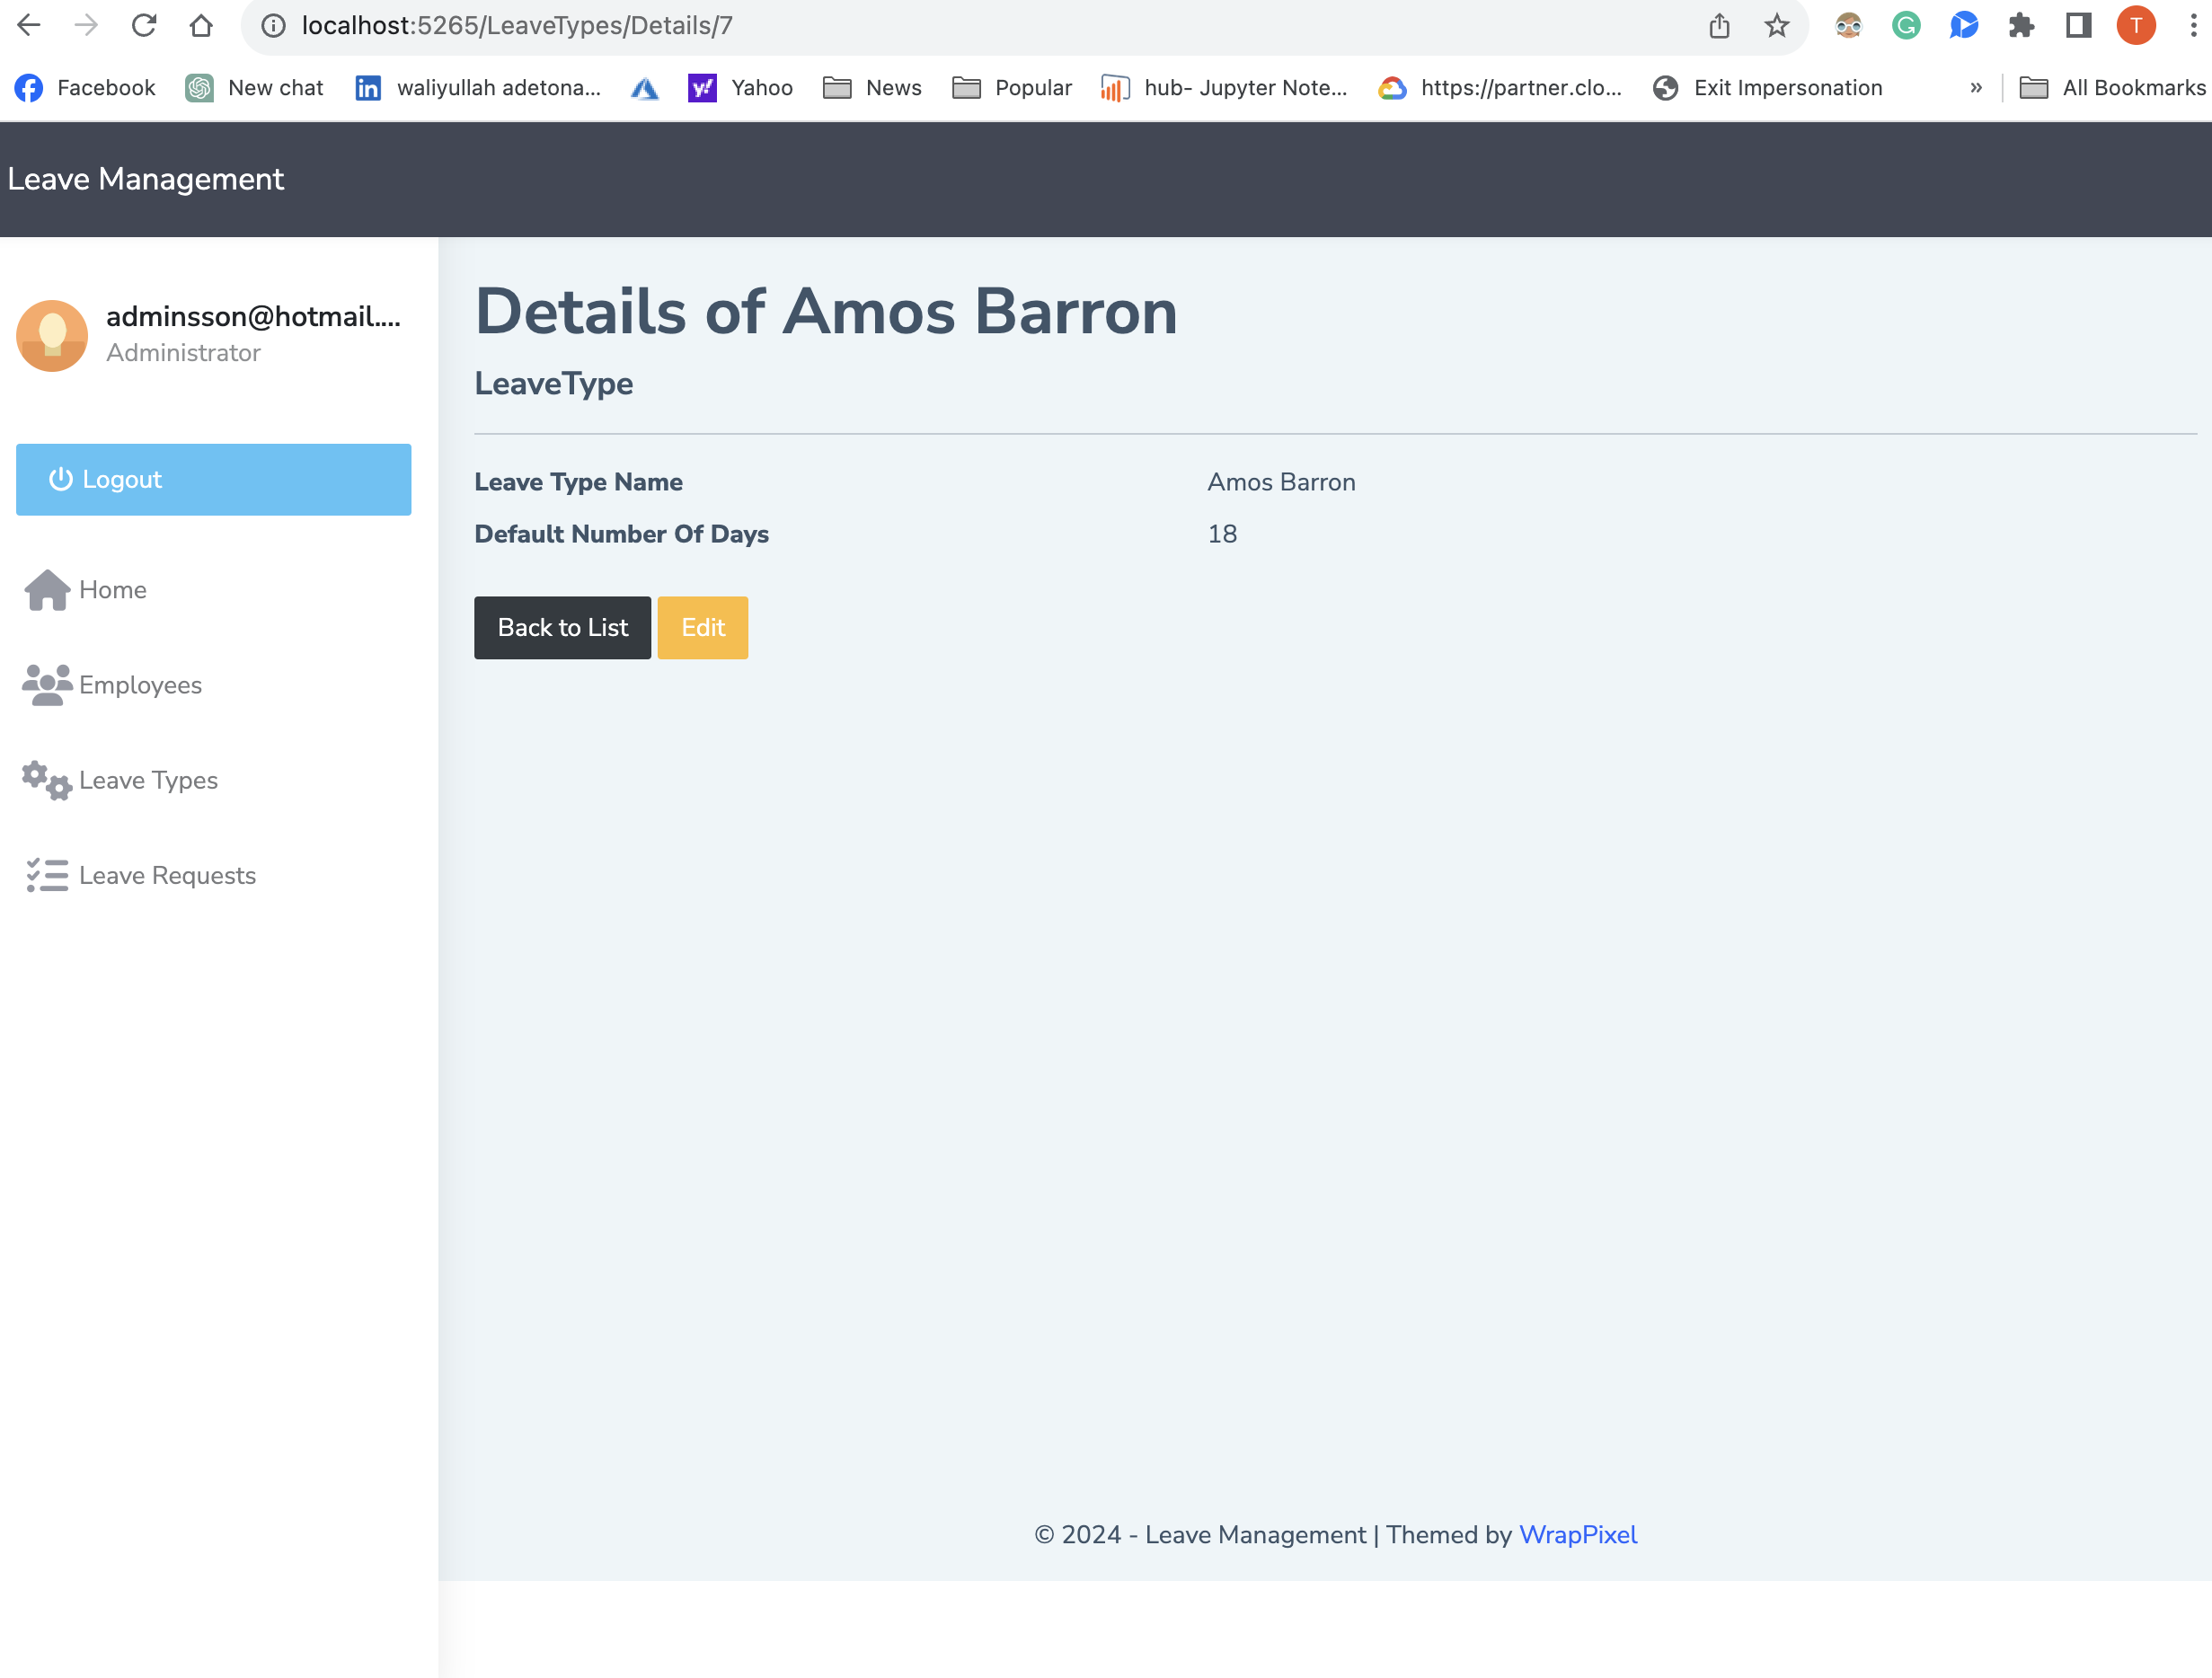 localhost:5265/LeaveTypes/Details/7
T
Facebook New chat waliyullah adetona... Yahoo News Popular hub- Jupyter Note... https://partner.clo... Exit Impersonation » All Bookmarks
Leave Management
adminsson@hotmail....
Administrator
Logout
Home
Employees
Leave Types
Leave Requests
Details of Amos Barron
LeaveType
Leave Type Name Amos Barron
Default Number Of Days 18
Back to List Edit
© 2024 - Leave Management | Themed by WrapPixel